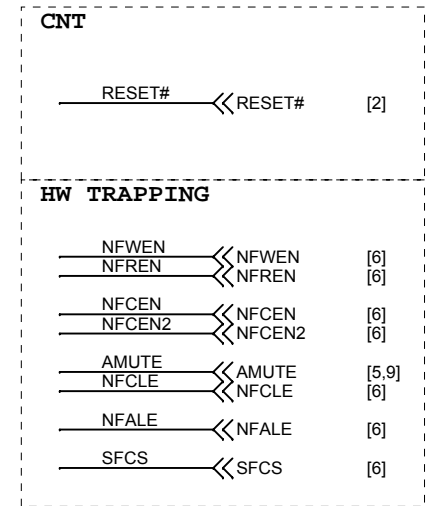 CNT
RESET# RESET# [2]
HW TRAPPING
NFWEN NFWEN [6]
NFREN NFREN [6]
NFCEN NFCEN [6]
NFCEN2 NFCEN2 [6]
AMUTE AMUTE [5,9]
NFCLE NFCLE [6]
NFALE NFALE [6]
SFCS SFCS [6]